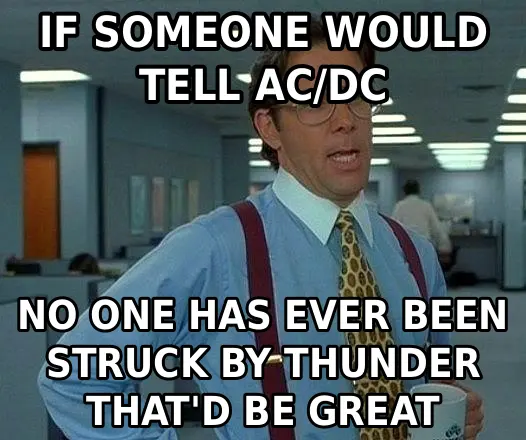 IF SOMEONE WOULD
TELL AC/DC
NO ONE HAS EVER BEEN
STRUCK BY THUNDER
THAT'D BE GREAT